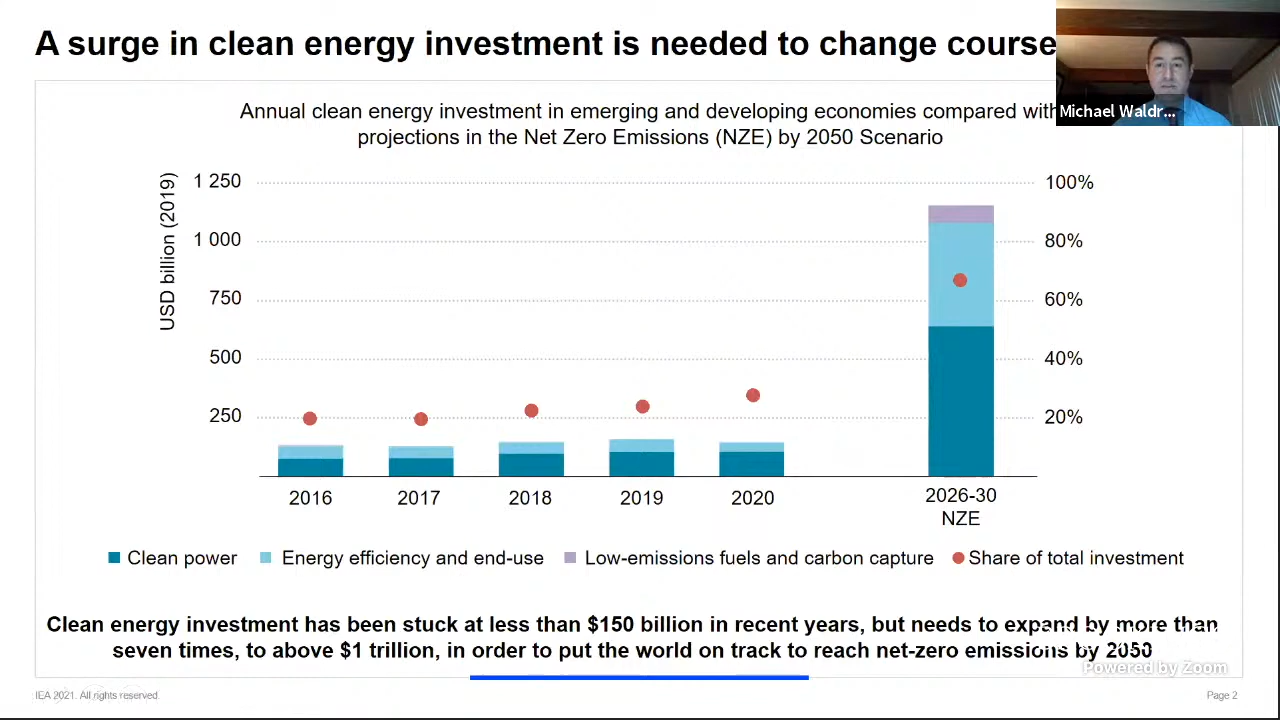 A surge in clean energy investment is needed to change course
Michael Waldr...
Annual clean energy investment in emerging and developing economies compared with
projections in the Net Zero Emissions (NZE) by 2050 Scenario
USD billion (2019)
1 250
1 000
750
500
250
100%
80%
60%
40%
20%
2016 2017 2018 2019 2020 2026-30
NZE
Clean power Energy efficiency and end-use Low-emissions fuels and carbon capture Share of total investment
Clean energy investment has been stuck at less than $150 billion in recent years, but needs to expand by more than
seven times, to above $1 trillion, in order to put the world on track to reach net-zero emissions by 2050
Powered by Zoom
IEA 2021. All rights reserved.
Page 2